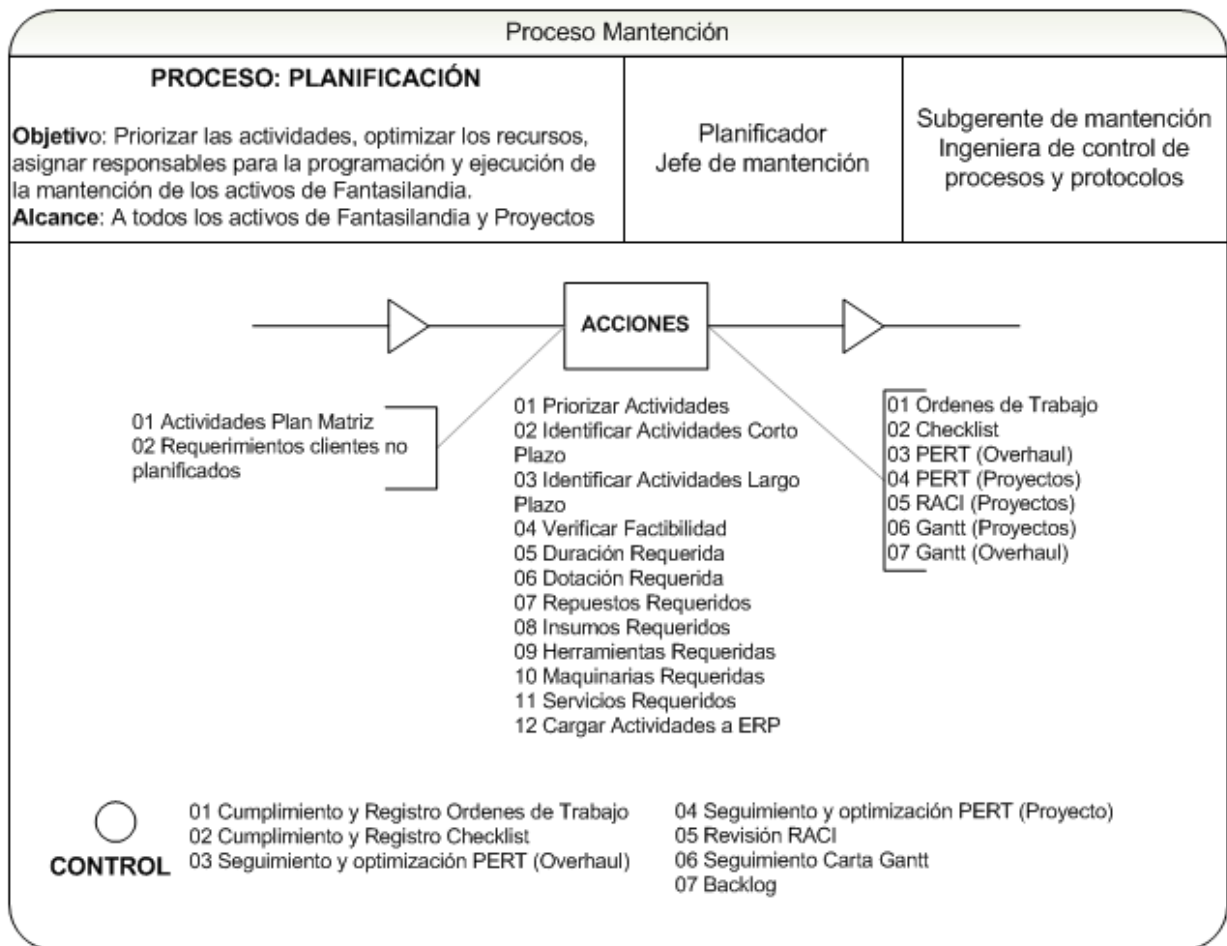 Proceso Mantención
PROCESO: PLANIFICACIÓN
Objetivo: Priorizar las actividades, optimizar los recursos,
asignar responsables para la programación y ejecución de
la mantención de los activos de Fantasilandia.
Alcance: A todos los activos de Fantasilandia y Proyectos
Planificador
Jefe de mantención
Subgerente de mantención
Ingeniera de control de
procesos y protocolos
ACCIONES
01 Actividades Plan Matriz
02 Requerimientos clientes no
planificados
01 Priorizar Actividades
02 Identificar Actividades Corto
Plazo
03 Identificar Actividades Largo
Plazo
04 Verificar Factibilidad
05 Duración Requerida
06 Dotación Requerida
07 Repuestos Requeridos
08 Insumos Requeridos
09 Herramientas Requeridas
10 Maquinarias Requeridas
11 Servicios Requeridos
12 Cargar Actividades a ERP
01 Ordenes de Trabajo
02 Checklist
03 PERT (Overhaul)
04 PERT (Proyectos)
05 RACI (Proyectos)
06 Gantt (Proyectos)
07 Gantt (Overhaul)
CONTROL
01 Cumplimiento y Registro Ordenes de Trabajo
02 Cumplimiento y Registro Checklist
03 Seguimiento y optimización PERT (Overhaul)
04 Seguimiento y optimización PERT (Proyecto)
05 Revisión RACI
06 Seguimiento Carta Gantt
07 Backlog